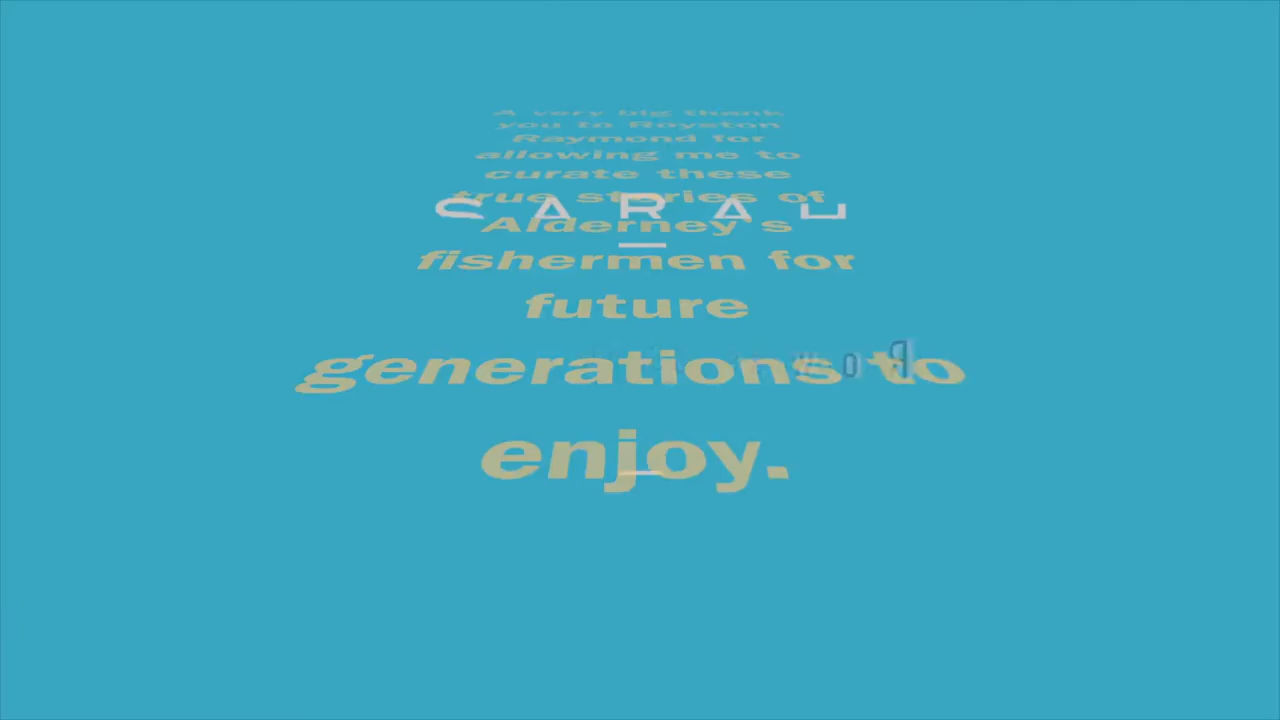 A very big thank
you to Royston
Raymond for
allowing me to
curate these
true stories of
SARAH
Alderney's
fishermen for
future
generations to
enjoy.